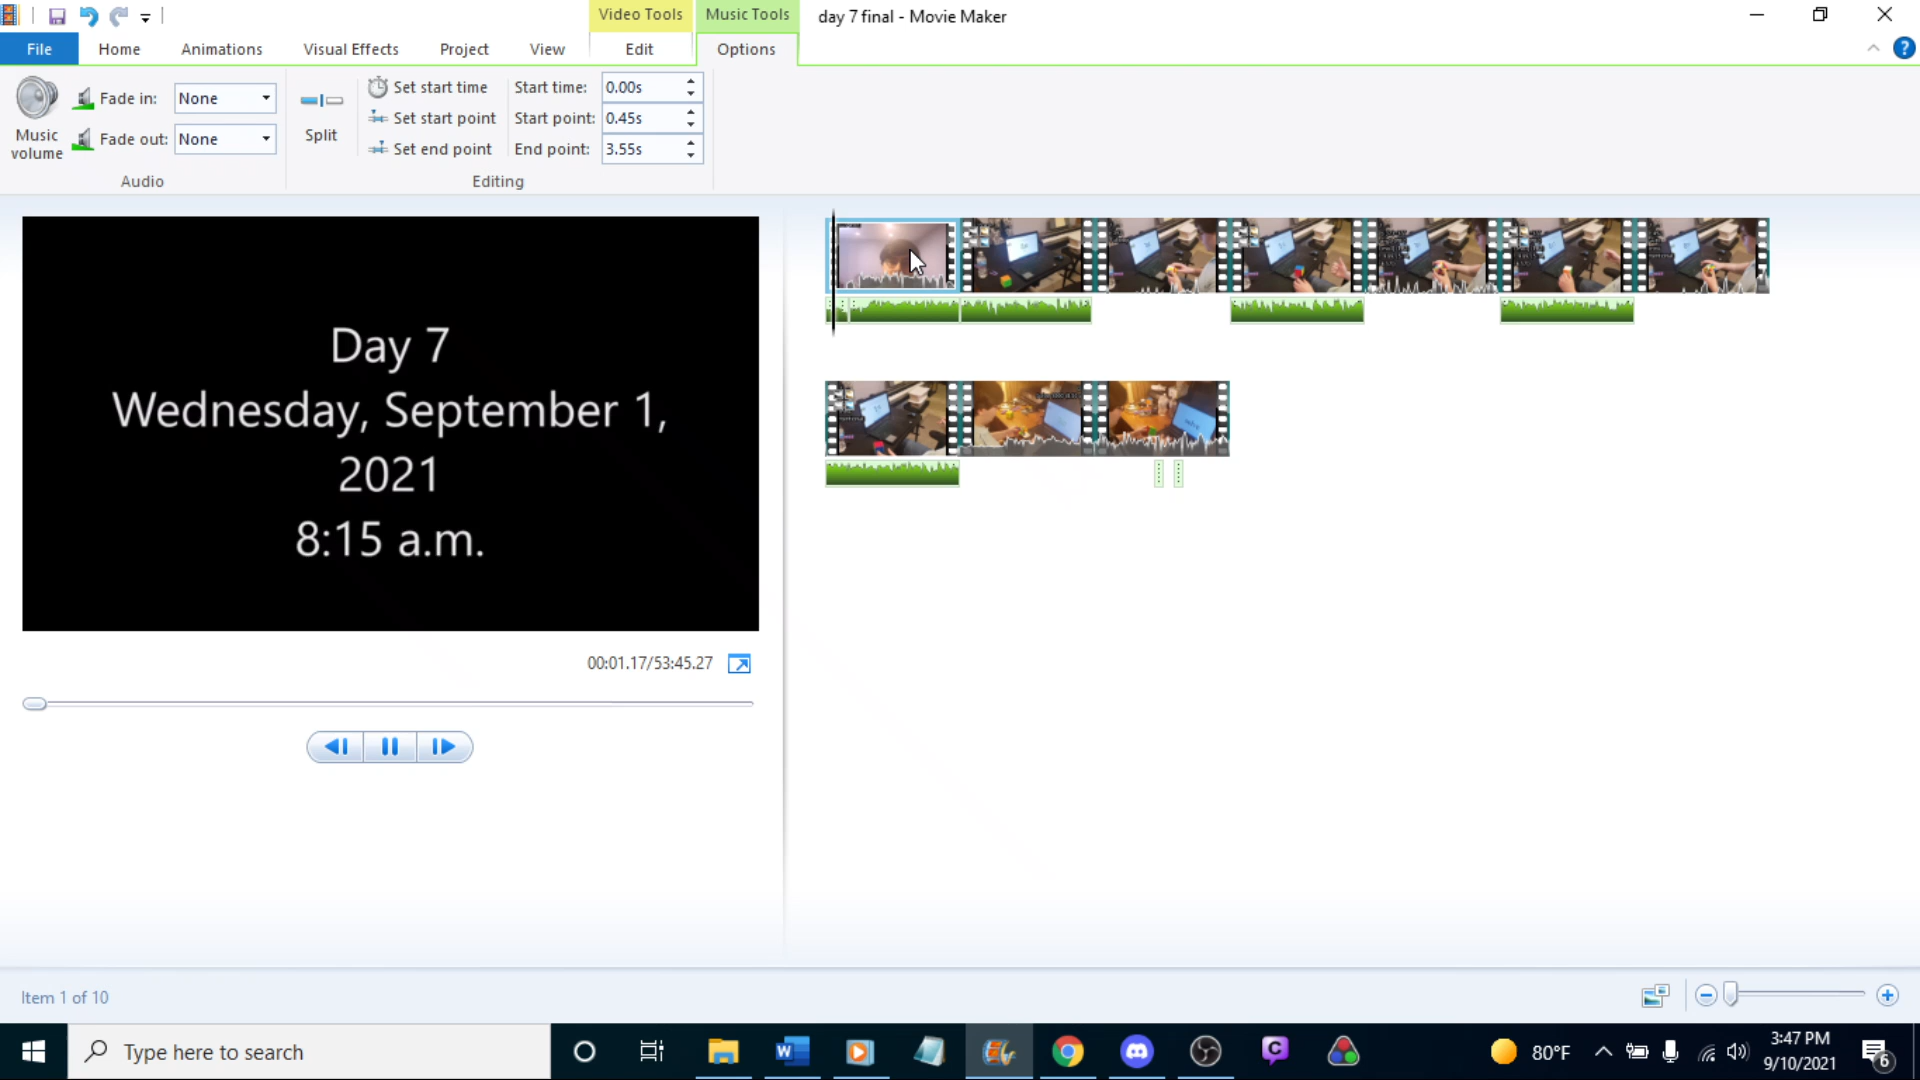 Video Tools
Music Tools
day 7 final - Movie Maker
File
Home
Animations
Visual Effects
Project
View
Edit
Options
Music
volume
Fade in:
None
Fade out:
None
Audio
Split
Set start time
Set start point
Set end point
Start time:
0.00s
Start point:
0.45s
End point:
3.55s
Editing
Day 7
Wednesday, September 1,
2021
8:15 a.m.
00:01.17/53:45.27
Item 1 of 10
Type here to search
80°F
3:47 PM
9/10/2021
6